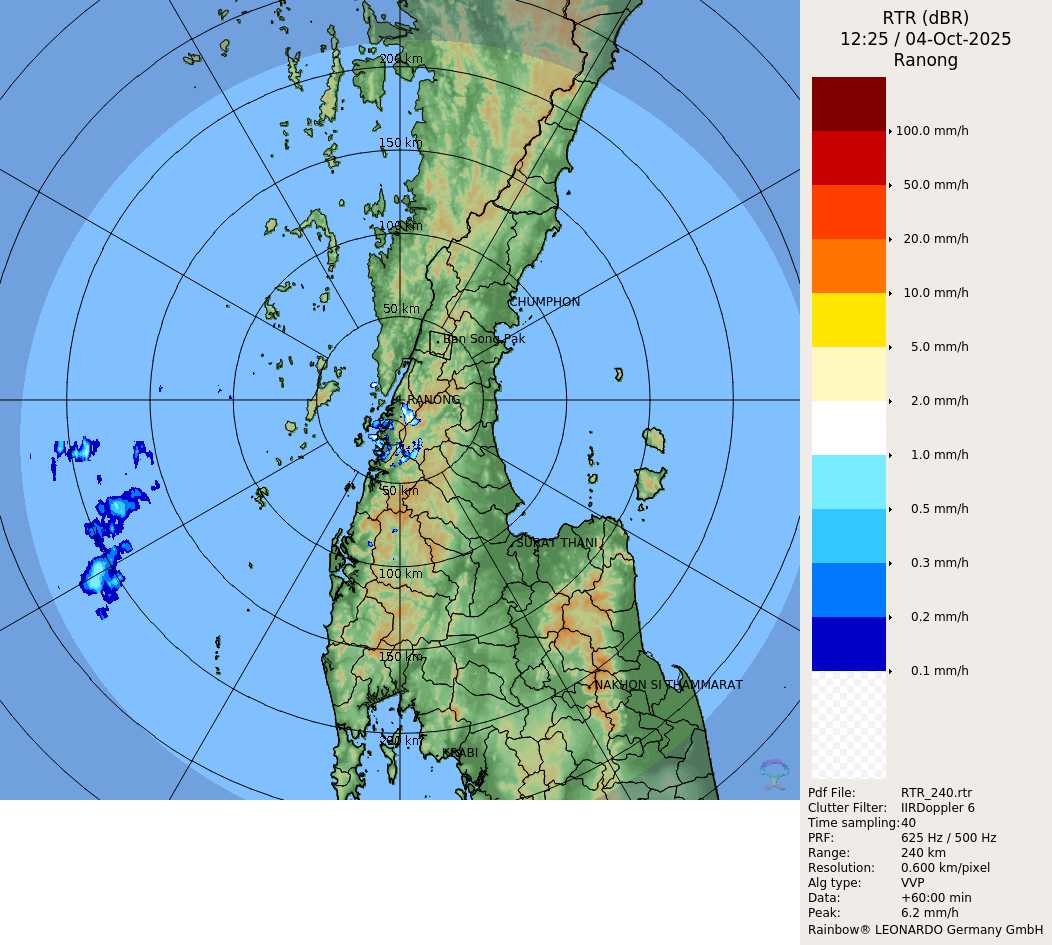 RTR (dBR)
12:25 / 04-Oct-2025
Ranong
200 km
150 km
100 km
50 km
CHUMPHON
Ban Song Pak
RANONG
50 km
SURAT THANI
100 km
150 km
NAKHON SI THAMMARAT
200 km
KRABI
100.0 mm/h
50.0 mm/h
20.0 mm/h
10.0 mm/h
5.0 mm/h
2.0 mm/h
1.0 mm/h
0.5 mm/h
0.3 mm/h
0.2 mm/h
0.1 mm/h
Pdf File: RTR_240.rtr
Clutter Filter: IIRDoppler 6
Time sampling: 40
PRF: 625 Hz / 500 Hz
Range: 240 km
Resolution: 0.600 km/pixel
Alg type: VVP
Data: +60:00 min
Peak: 6.2 mm/h
Rainbow® LEONARDO Germany GmbH